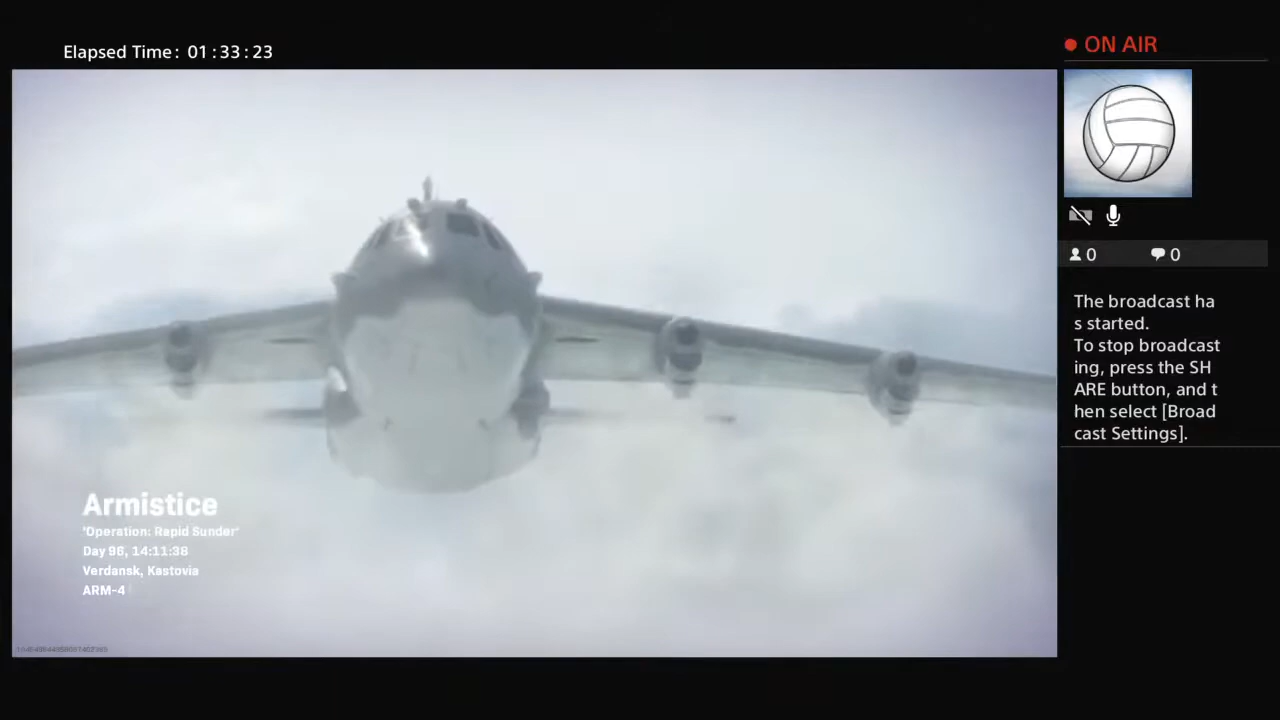 Elapsed Time: 01:33:23
ON AIR
0 0
The broadcast ha
s started.
To stop broadcast
ing, press the SH
ARE button, and t
hen select [Broad
cast Settings].
Armistice
'Operation: Rapid Sunder'
Day 96, 14:11:38
Verdansk, Kastovia
ARM-4